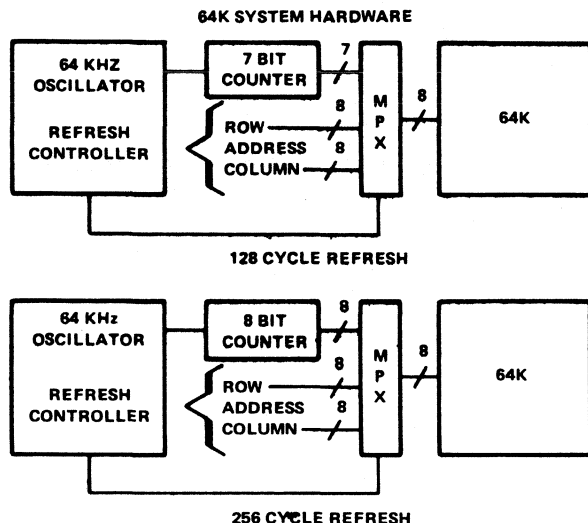 64K SYSTEM HARDWARE
64 KHZ
OSCILLATOR
REFRESH
CONTROLLER
7 BIT
COUNTER
7
ROW
8
ADDRESS
COLUMN
8
M
P
X
8
64K
128 CYCLE REFRESH
64 KHz
OSCILLATOR
REFRESH
CONTROLLER
8 BIT
COUNTER
8
ROW
8
ADDRESS
COLUMN
8
M
P
X
8
64K
256 CYCLE REFRESH